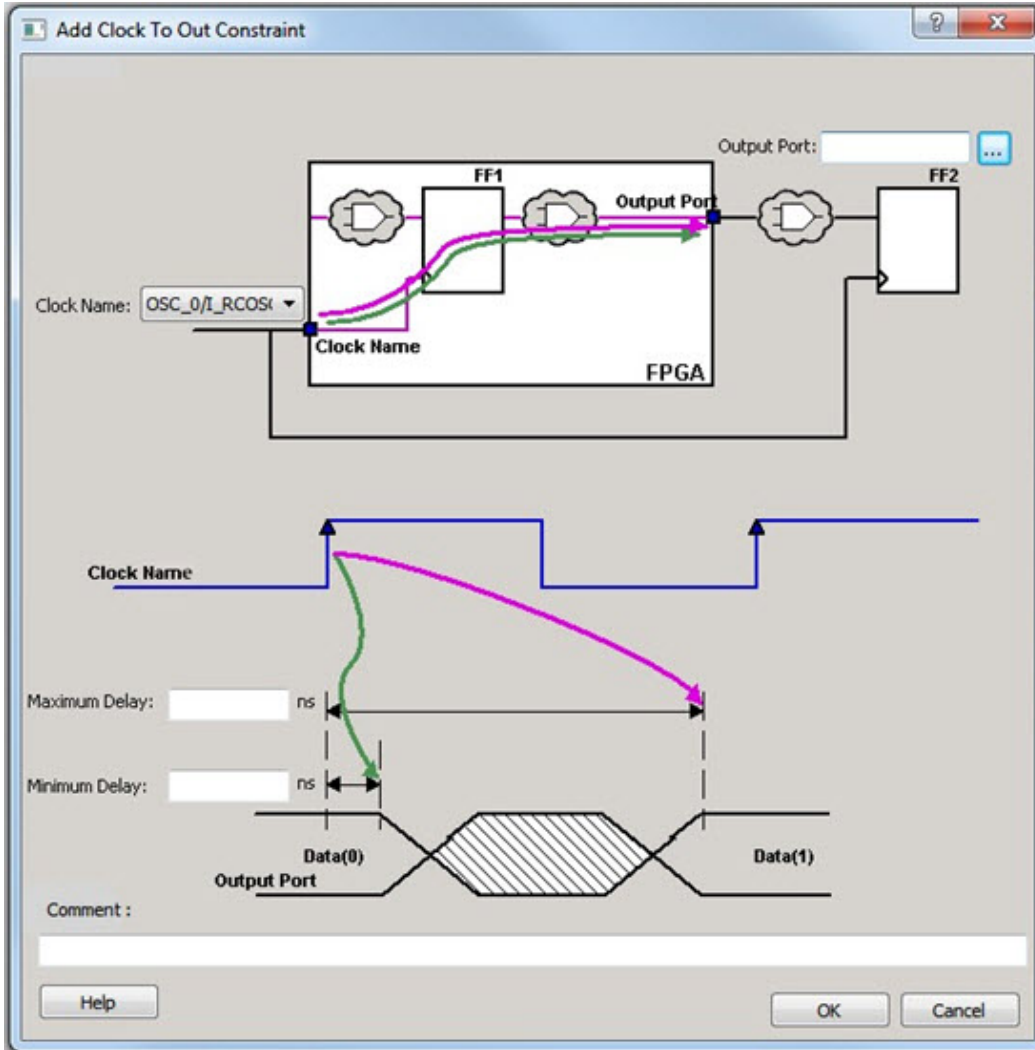 Add Clock To Out Constraint
Output Port:
...
FF1
FF2
Output Port
Clock Name: OSC_0/I_RCOSC
Clock Name
FPGA
Clock Name
Maximum Delay: ns
Minimum Delay: ns
Data(0)
Data(1)
Output Port
Comment :
Help
OK
Cancel